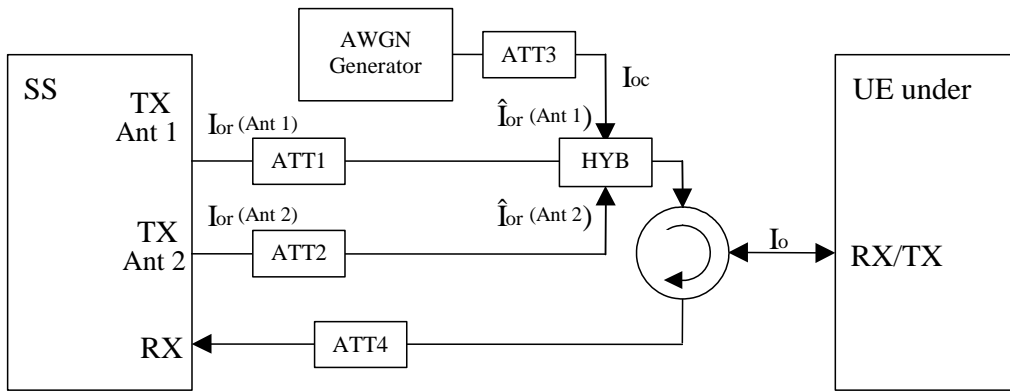 AWGN
Generator
ATT3
Ioc
SS
TX
Ant 1
Ior (Ant 1)
ATT1
Îor (Ant 1)
HYB
UE under
TX
Ant 2
Ior (Ant 2)
ATT2
Îor (Ant 2)
Io
RX/TX
RX
ATT4